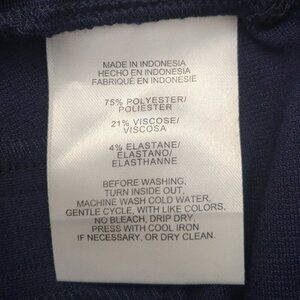 MADE IN INDONESIA
HECHO EN INDONESIA
FABRIQUÉ EN INDONESIE
75% POLYESTER/
POLIÉSTER
21% VISCOSE/
VISCOSA
4% ELASTANE/
ELASTANO/
ELASTHANNE
BEFORE WASHING,
TURN INSIDE OUT,
MACHINE WASH COLD WATER,
GENTLE CYCLE, WITH LIKE COLORS,
NO BLEACH, DRIP DRY,
PRESS WITH COOL IRON
IF NECESSARY, OR DRY CLEAN.